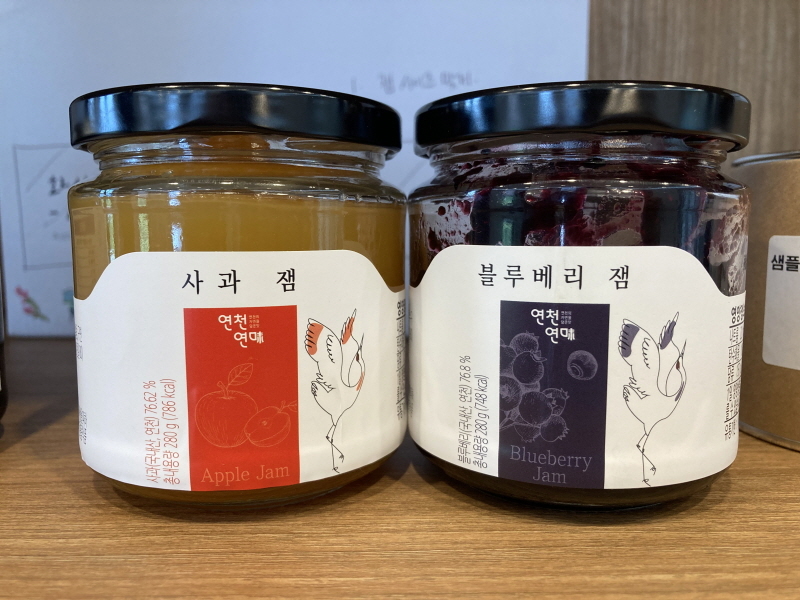 사과 잼
연천
연味
사과(국내산, 연천) 76.62 %
총 내용량 280 g (786 kcal)
Apple Jam
블루베리 잼
연천
연味
블루베리(국내산, 연천) 76.8 %
총 내용량 280 g (748 kcal)
Blueberry
Jam
샘플